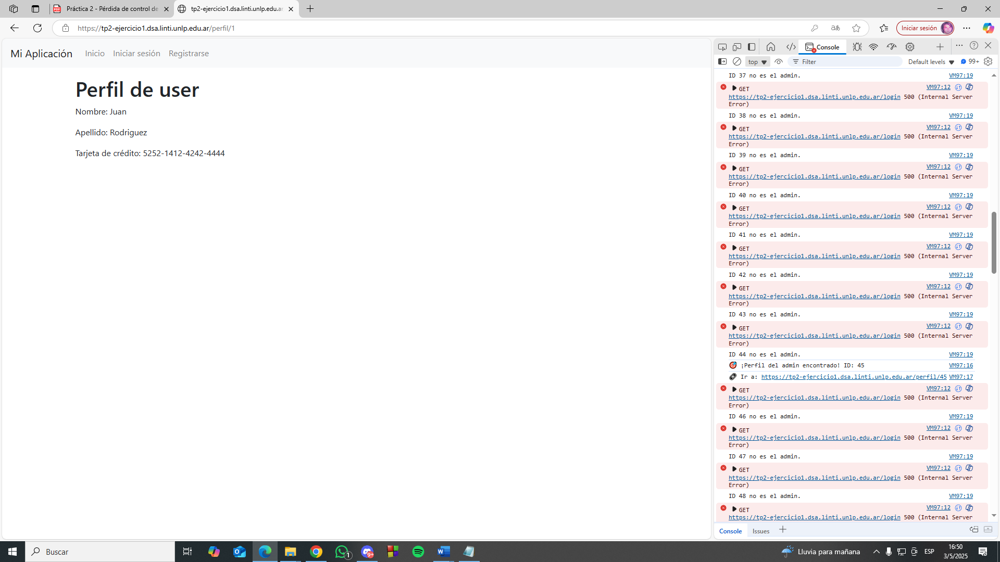 Práctica 2 - Pérdida de control de
tp2-ejercicio1.dsa.linti.unlp.edu.ar
https://tp2-ejercicio1.dsa.linti.unlp.edu.ar/perfil/1
Iniciar sesión
Mi Aplicación Inicio Iniciar sesión Registrarse
Perfil de user
Nombre: Juan
Apellido: Rodriguez
Tarjeta de crédito: 5252-1412-4242-4444
Console
top Filter Default levels 99+
ID 37 no es el admin. VM97:19
GET VM97:12
https://tp2-ejercicio1.dsa.linti.unlp.edu.ar/login 500 (Internal Server
Error)
ID 38 no es el admin. VM97:19
GET VM97:12
https://tp2-ejercicio1.dsa.linti.unlp.edu.ar/login 500 (Internal Server
Error)
ID 39 no es el admin. VM97:19
GET VM97:12
https://tp2-ejercicio1.dsa.linti.unlp.edu.ar/login 500 (Internal Server
Error)
ID 40 no es el admin. VM97:19
GET VM97:12
https://tp2-ejercicio1.dsa.linti.unlp.edu.ar/login 500 (Internal Server
Error)
ID 41 no es el admin. VM97:19
GET VM97:12
https://tp2-ejercicio1.dsa.linti.unlp.edu.ar/login 500 (Internal Server
Error)
ID 42 no es el admin. VM97:19
GET VM97:12
https://tp2-ejercicio1.dsa.linti.unlp.edu.ar/login 500 (Internal Server
Error)
ID 43 no es el admin. VM97:19
GET VM97:12
https://tp2-ejercicio1.dsa.linti.unlp.edu.ar/login 500 (Internal Server
Error)
ID 44 no es el admin. VM97:19
🎯 ¡Perfil del admin encontrado! ID: 45 VM97:16
🔗 Ir a: https://tp2-ejercicio1.dsa.linti.unlp.edu.ar/perfil/45 VM97:17
GET VM97:12
https://tp2-ejercicio1.dsa.linti.unlp.edu.ar/login 500 (Internal Server
Error)
ID 46 no es el admin. VM97:19
GET VM97:12
https://tp2-ejercicio1.dsa.linti.unlp.edu.ar/login 500 (Internal Server
Error)
ID 47 no es el admin. VM97:19
GET VM97:12
https://tp2-ejercicio1.dsa.linti.unlp.edu.ar/login 500 (Internal Server
Error)
ID 48 no es el admin. VM97:19
GET VM97:12
https://tp2-ejercicio1.dsa.linti.unlp.edu.ar/login 500 (Internal Server
Console Issues
Buscar
1
9+
Lluvia para mañana
ESP
16:50
3/5/2025